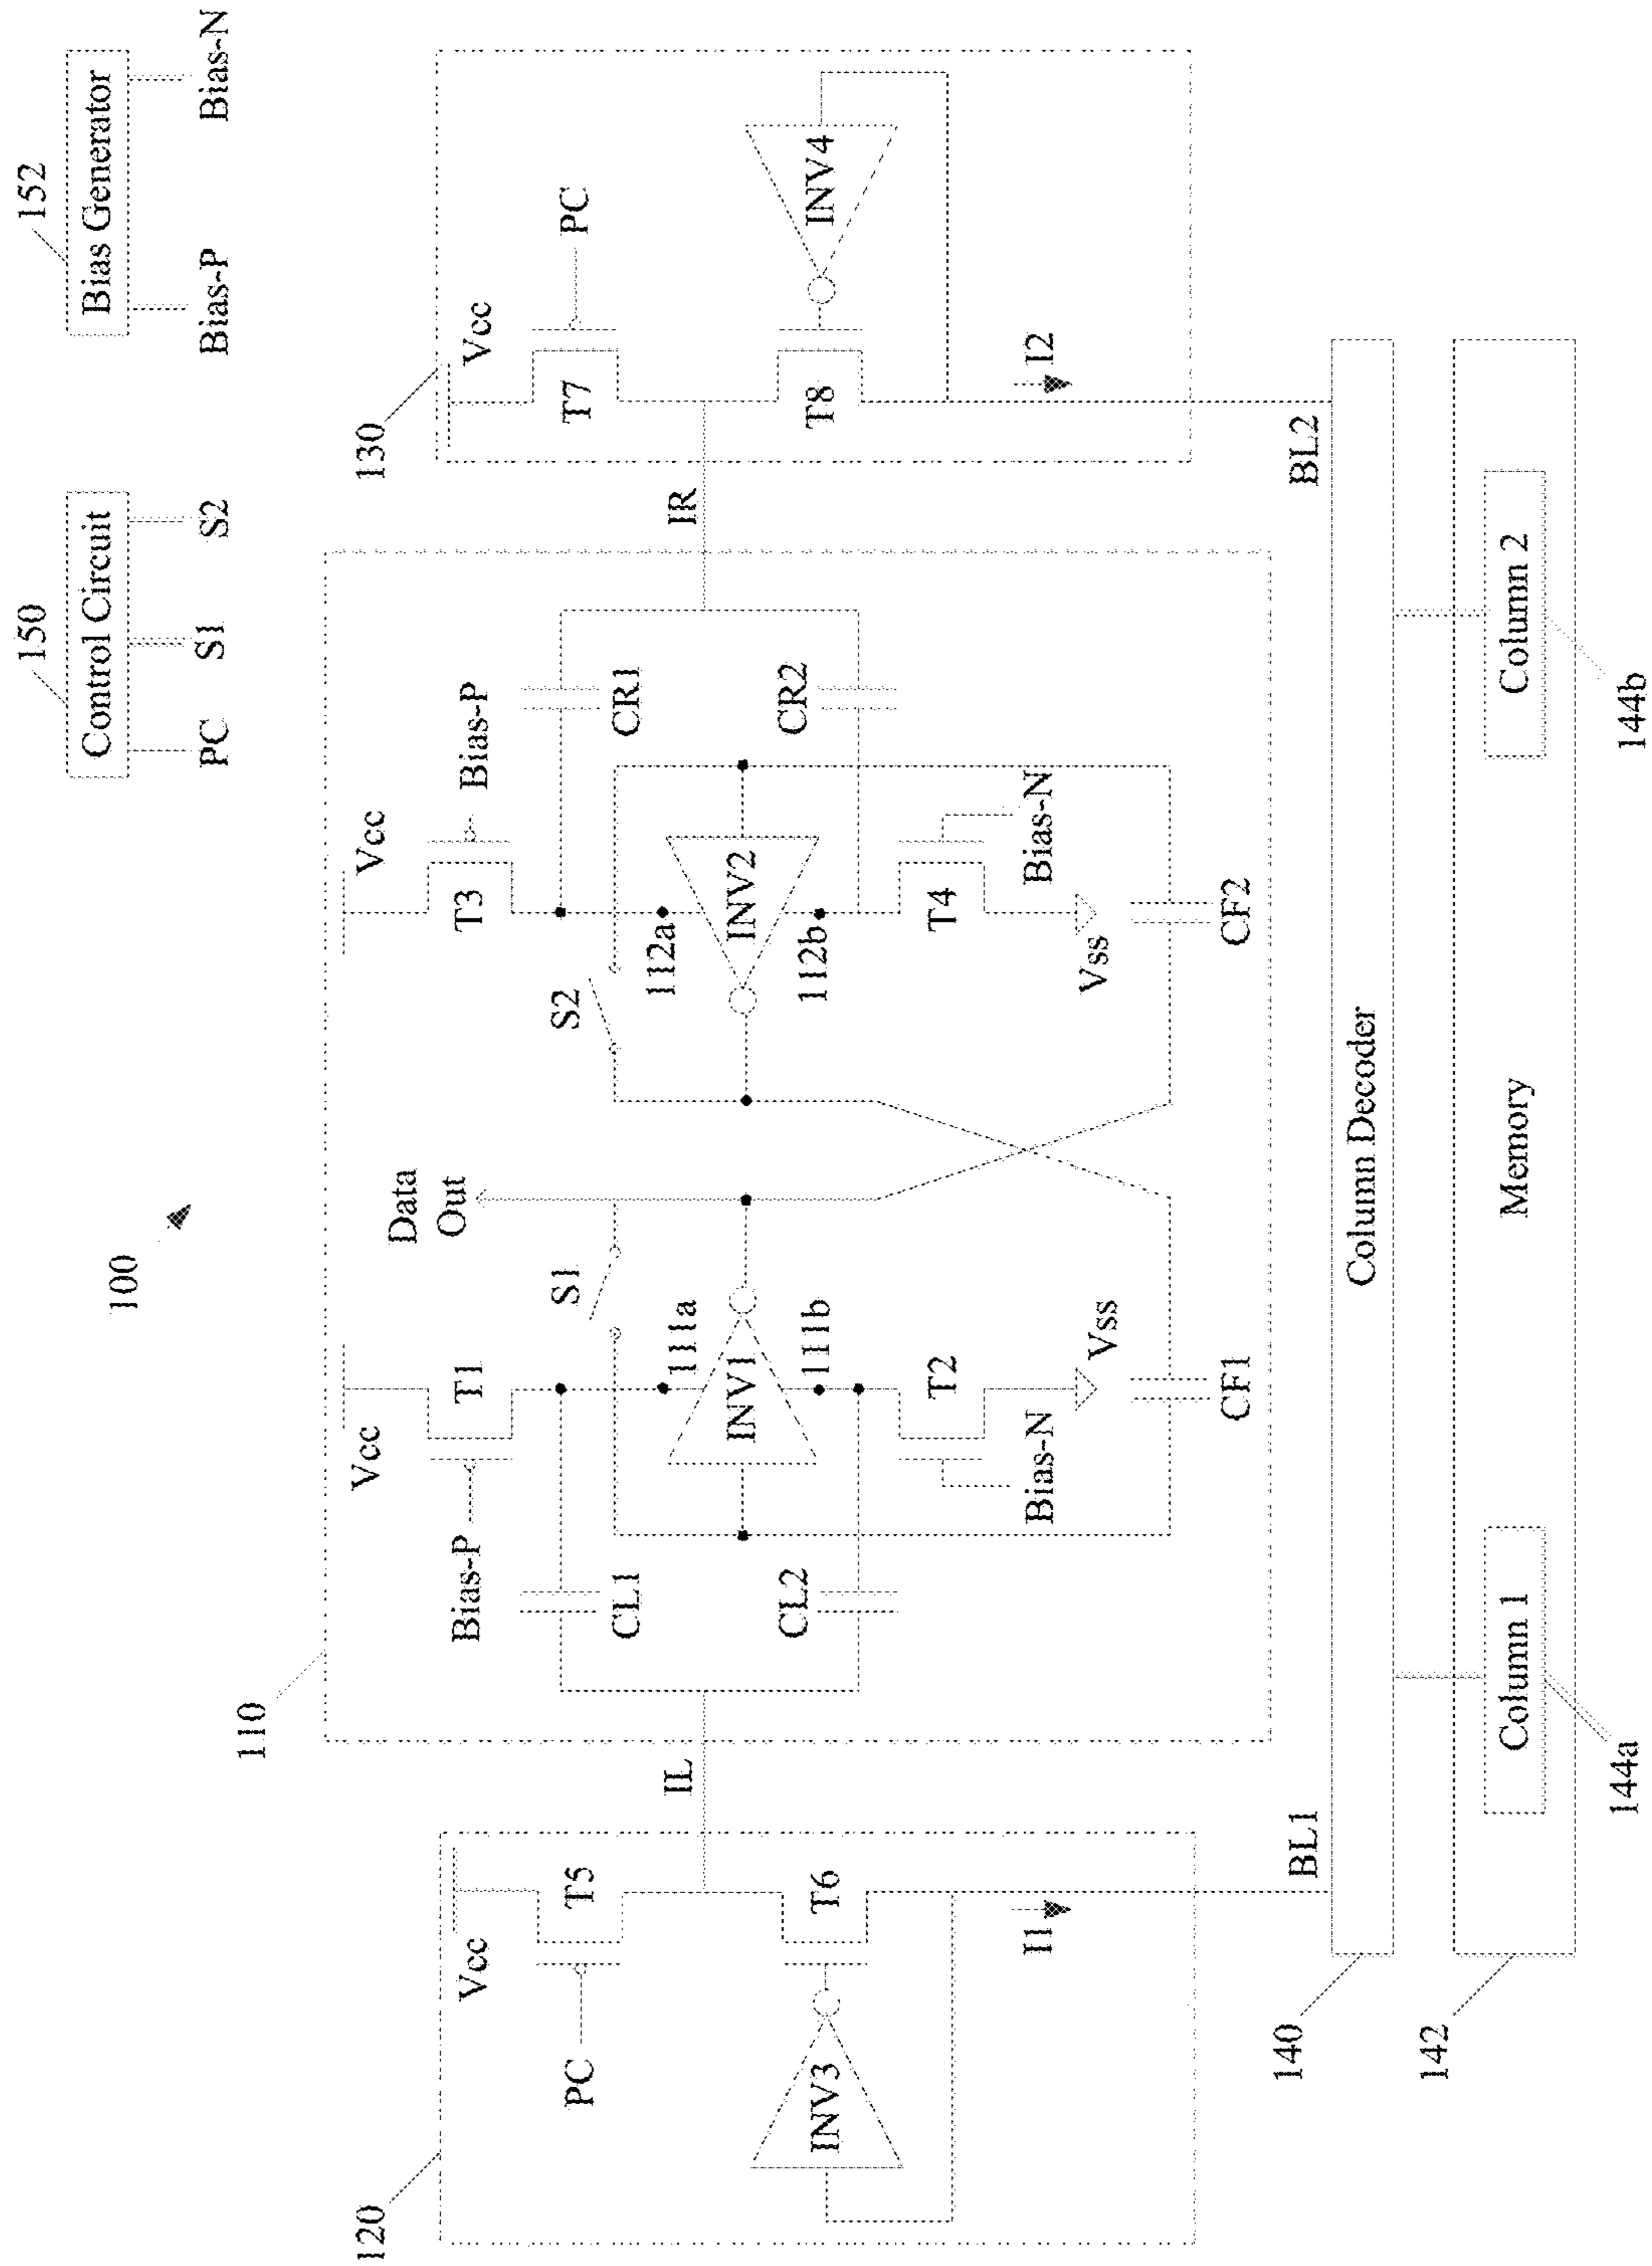 100
150
Control Circuit
PC
S1
S2
152
Bias Generator
Bias-P
Bias-N
110
120
130
Vcc
PC
T5
T6
INV3
I1
IL
BL1
Vcc
Bias-P
T1
CL1
S1
111a
INV1
111b
CL2
T2
Bias-N
Vss
CF1
Data
Out
Vcc
T3
Bias-P
S2
112a
INV2
112b
CR1
CR2
T4
Bias-N
Vss
CF2
IR
Vcc
T7
PC
T8
INV4
I2
BL2
140
Column Decoder
142
Memory
Column 1
Column 2
144a
144b